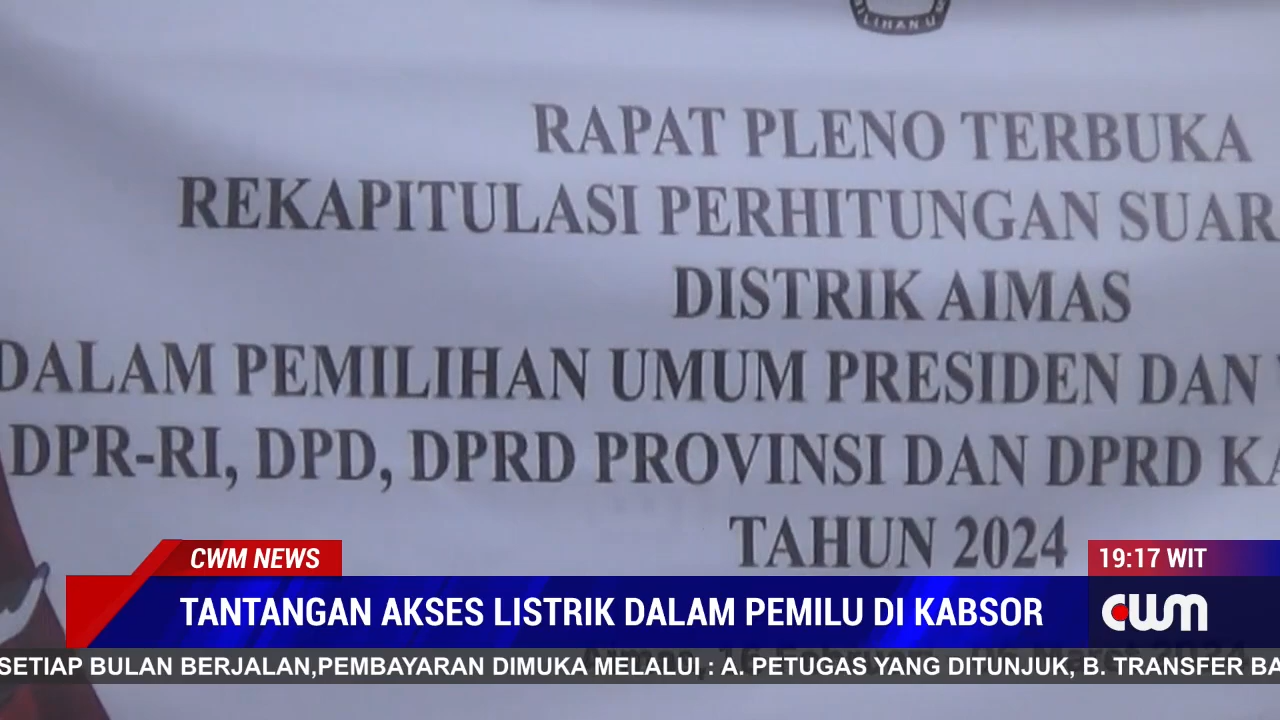 ILIHAN U
RAPAT PLENO TERBUKA
REKAPITULASI PERHITUNGAN SUAR
DISTRIK AIMAS
DALAM PEMILIHAN UMUM PRESIDEN DAN
DPR-RI, DPD, DPRD PROVINSI DAN DPRD KA
TAHUN 2024
CWM NEWS
19:17 WIT
TANTANGAN AKSES LISTRIK DALAM PEMILU DI KABSOR
CWM
SETIAP BULAN BERJALAN,PEMBAYARAN DIMUKA MELALUI : A. PETUGAS YANG DITUNJUK, B. TRANSFER BA